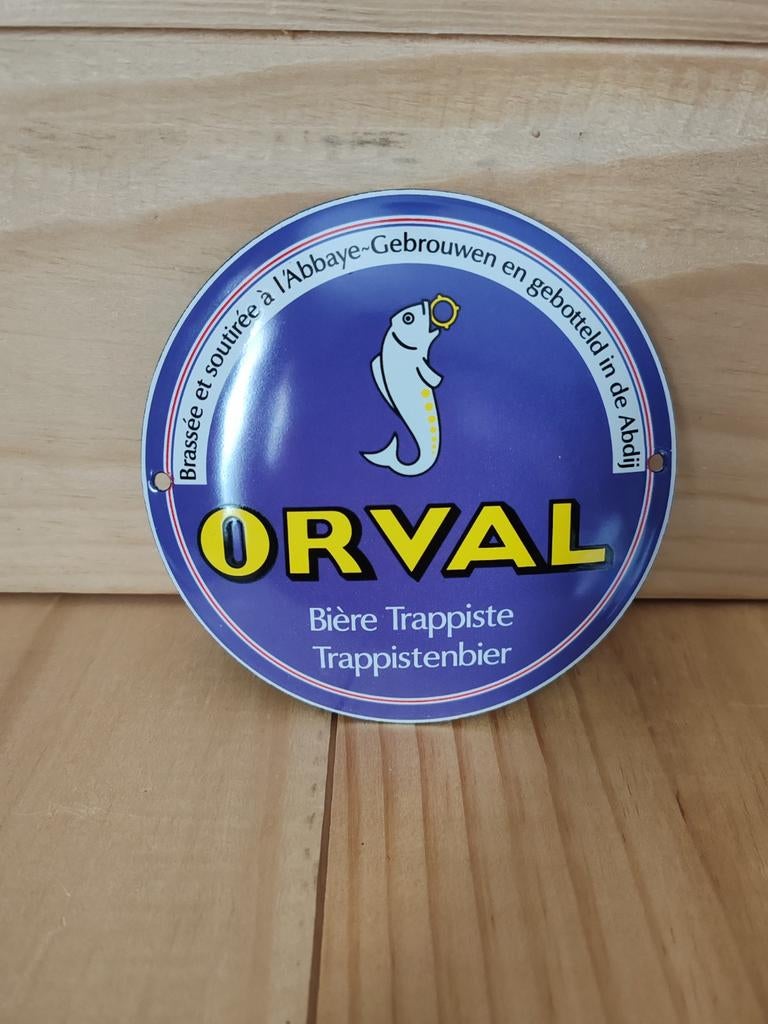 Brassée et soutirée à l'Abbaye~Gebrouwen en gebotteld in de Abdij
ORVAL
Bière Trappiste
Trappistenbier